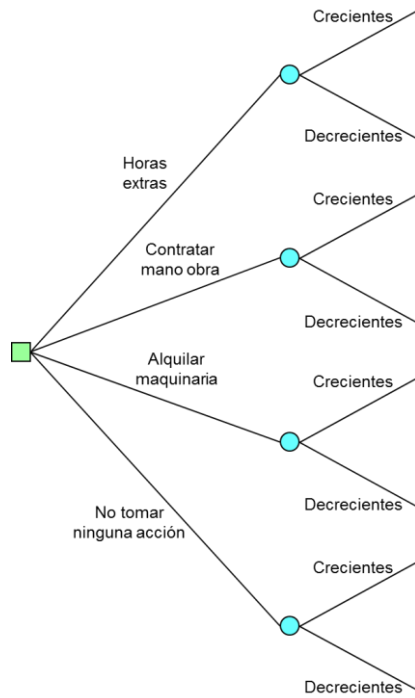 Crecientes
Decrecientes
Horas
extras
Crecientes
Contratar
mano obra
Decrecientes
Alquilar
maquinaria
Crecientes
Decrecientes
No tomar
ninguna acción
Crecientes
Decrecientes